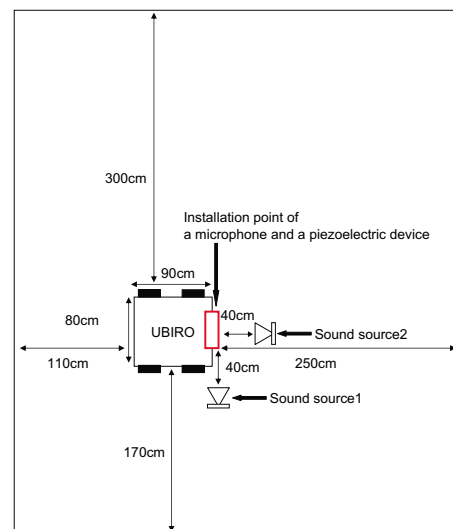 300cm
Installation point of
a microphone and a piezoelectric device
90cm
40cm
80cm
UBIRO
Sound source2
110cm
40cm
250cm
Sound source1
170cm